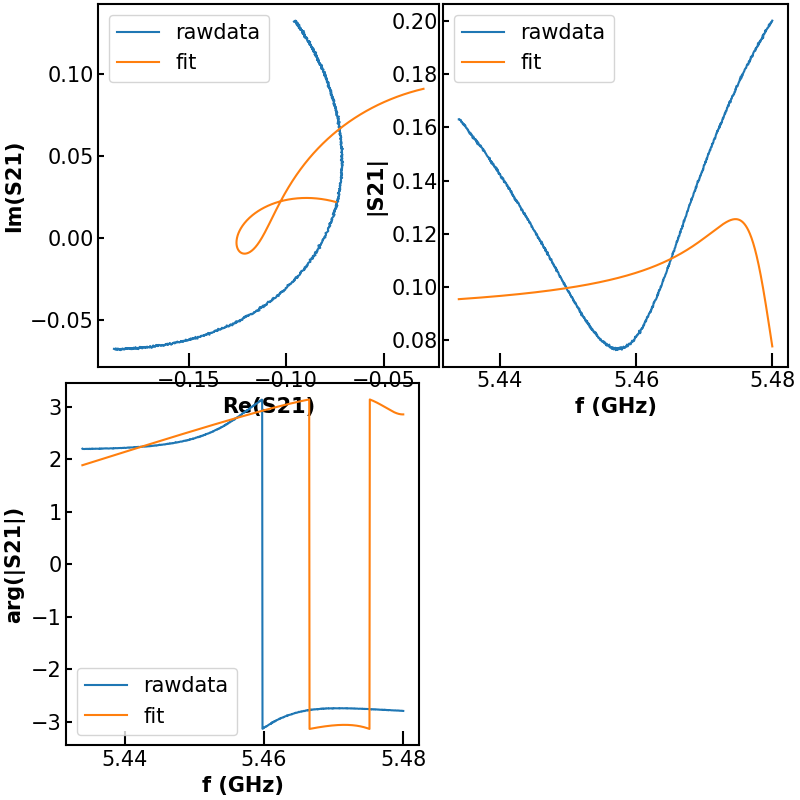 rawdata
fit
0.10
0.05
0.00
−0.05
Im(S21)
−0.15
−0.10
−0.05
Re(S21)
rawdata
fit
0.20
0.18
0.16
0.14
0.12
0.10
0.08
|S21|
5.44
5.46
5.48
f (GHz)
3
2
1
0
−1
−2
−3
arg(|S21|)
rawdata
fit
5.44
5.46
5.48
f (GHz)